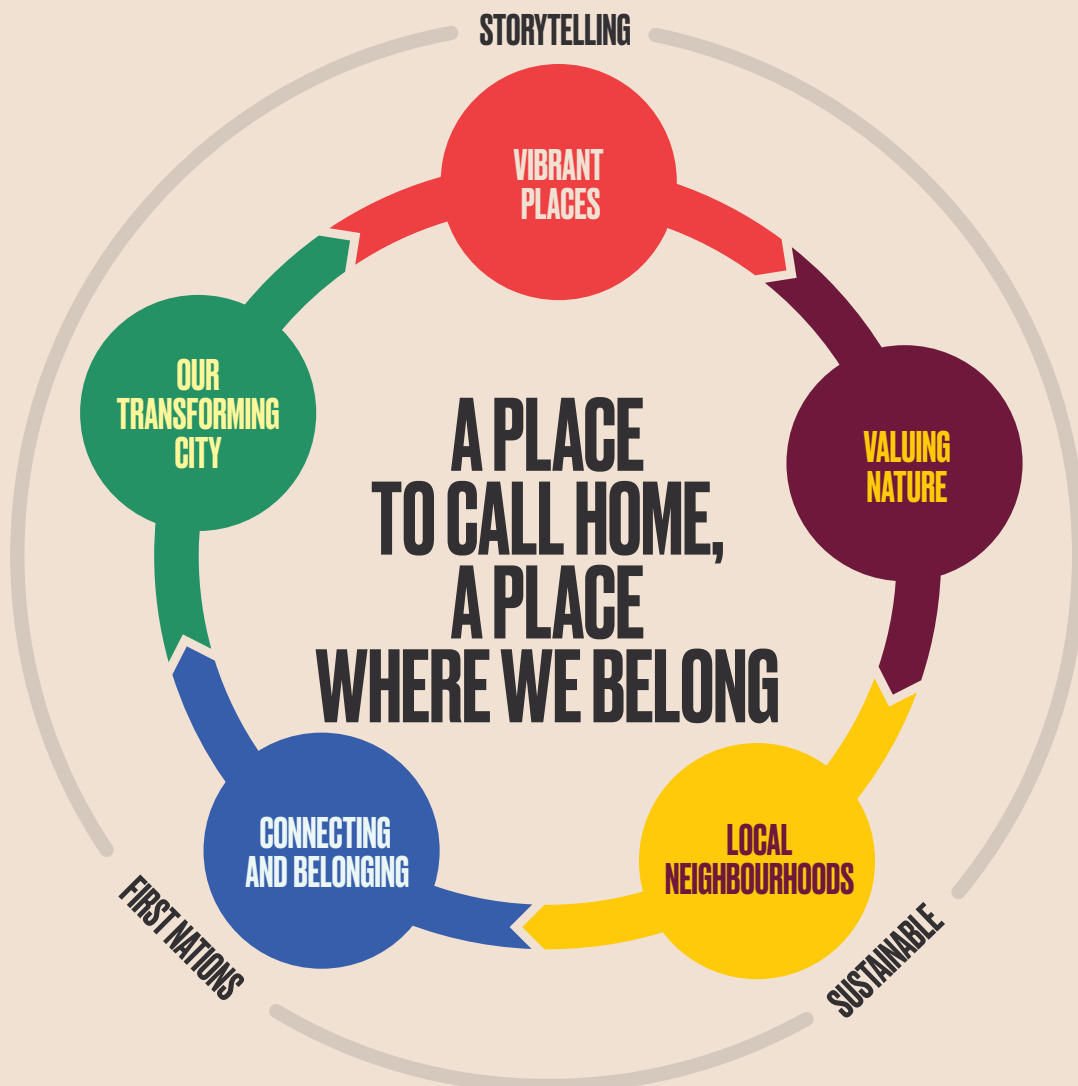 STORYTELLING
VIBRANT
PLACES
OUR
TRANSFORMING
CITY
VALUING
NATURE
A PLACE
TO CALL HOME,
A PLACE
WHERE WE BELONG
CONNECTING
AND BELONGING
LOCAL
NEIGHBOURHOODS
FIRST NATIONS
SUSTAINABLE